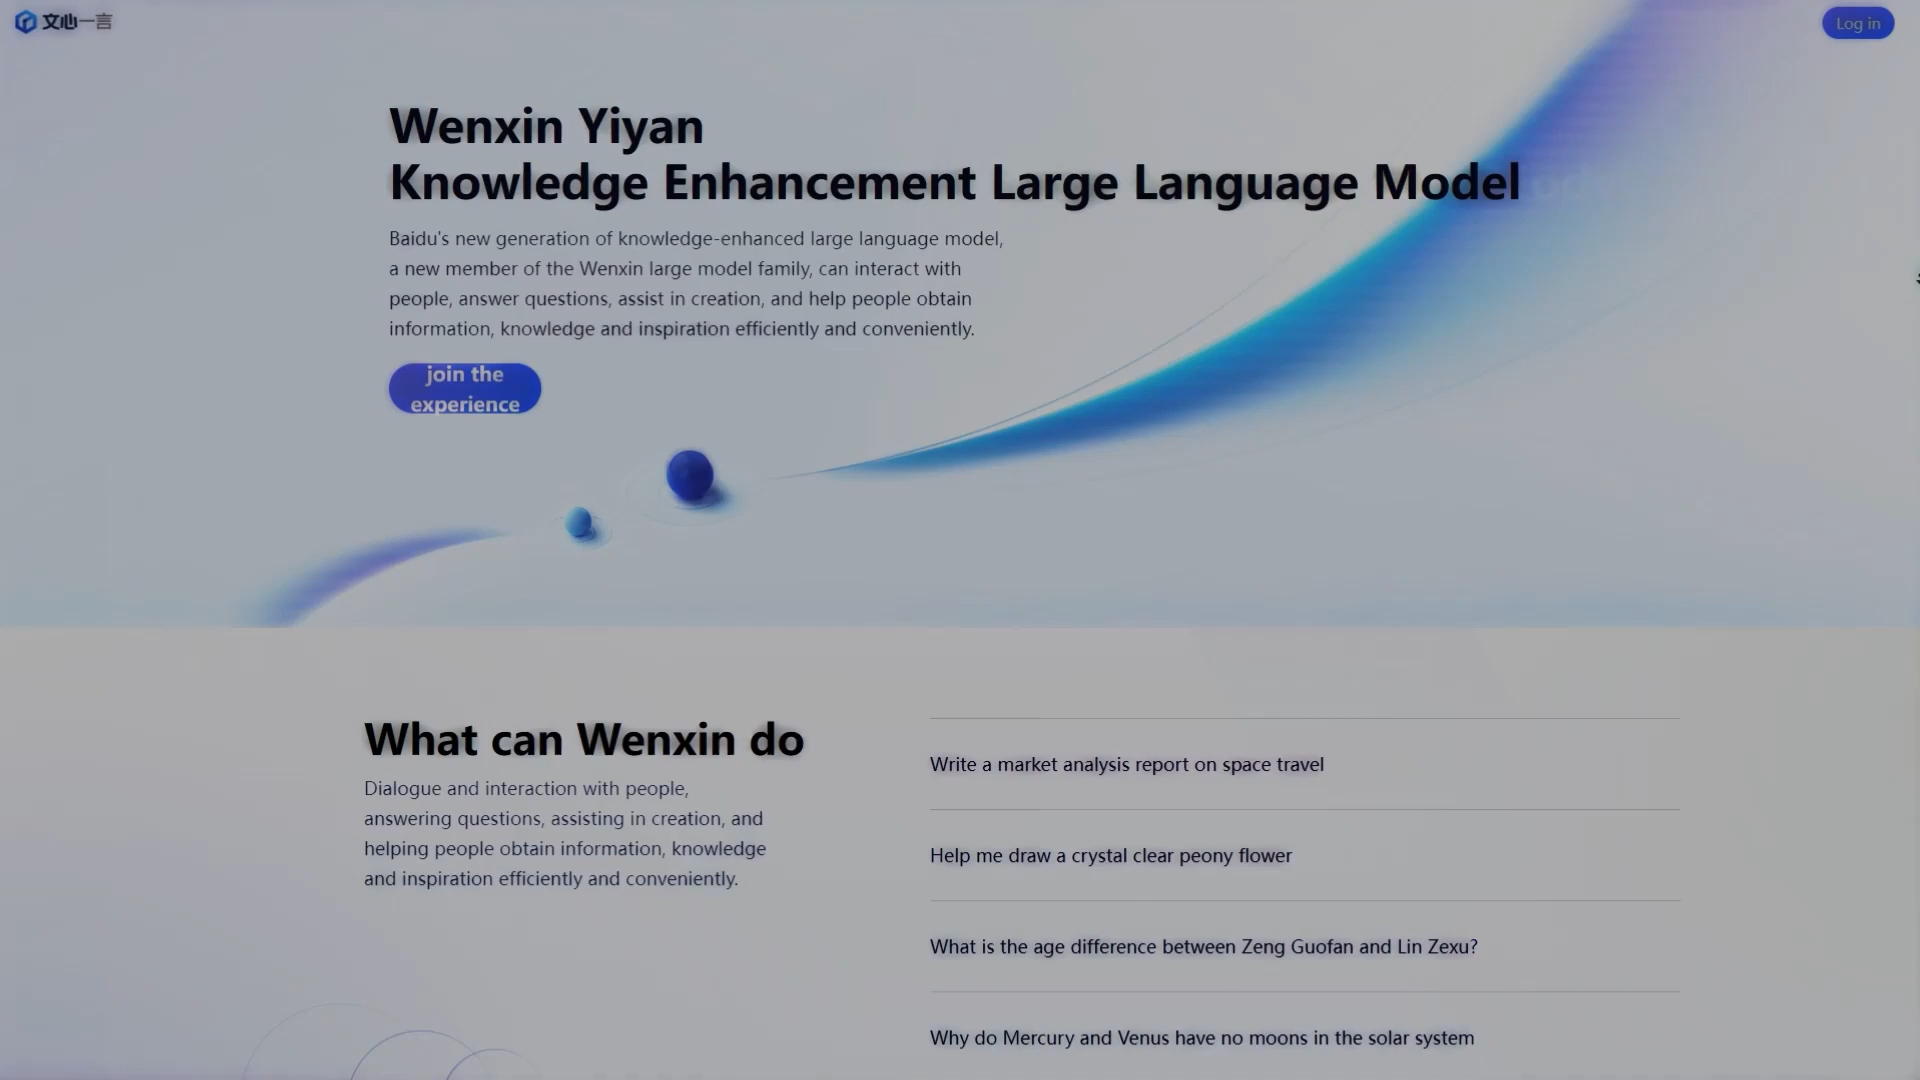 文心一言
Log in
Wenxin Yiyan
Knowledge Enhancement Large Language Model
Baidu's new generation of knowledge-enhanced large language model,
a new member of the Wenxin large model family, can interact with
people, answer questions, assist in creation, and help people obtain
information, knowledge and inspiration efficiently and conveniently.
join the
experience
What can Wenxin do
Dialogue and interaction with people,
answering questions, assisting in creation, and
helping people obtain information, knowledge
and inspiration efficiently and conveniently.
Write a market analysis report on space travel
Help me draw a crystal clear peony flower
What is the age difference between Zeng Guofan and Lin Zexu?
Why do Mercury and Venus have no moons in the solar system